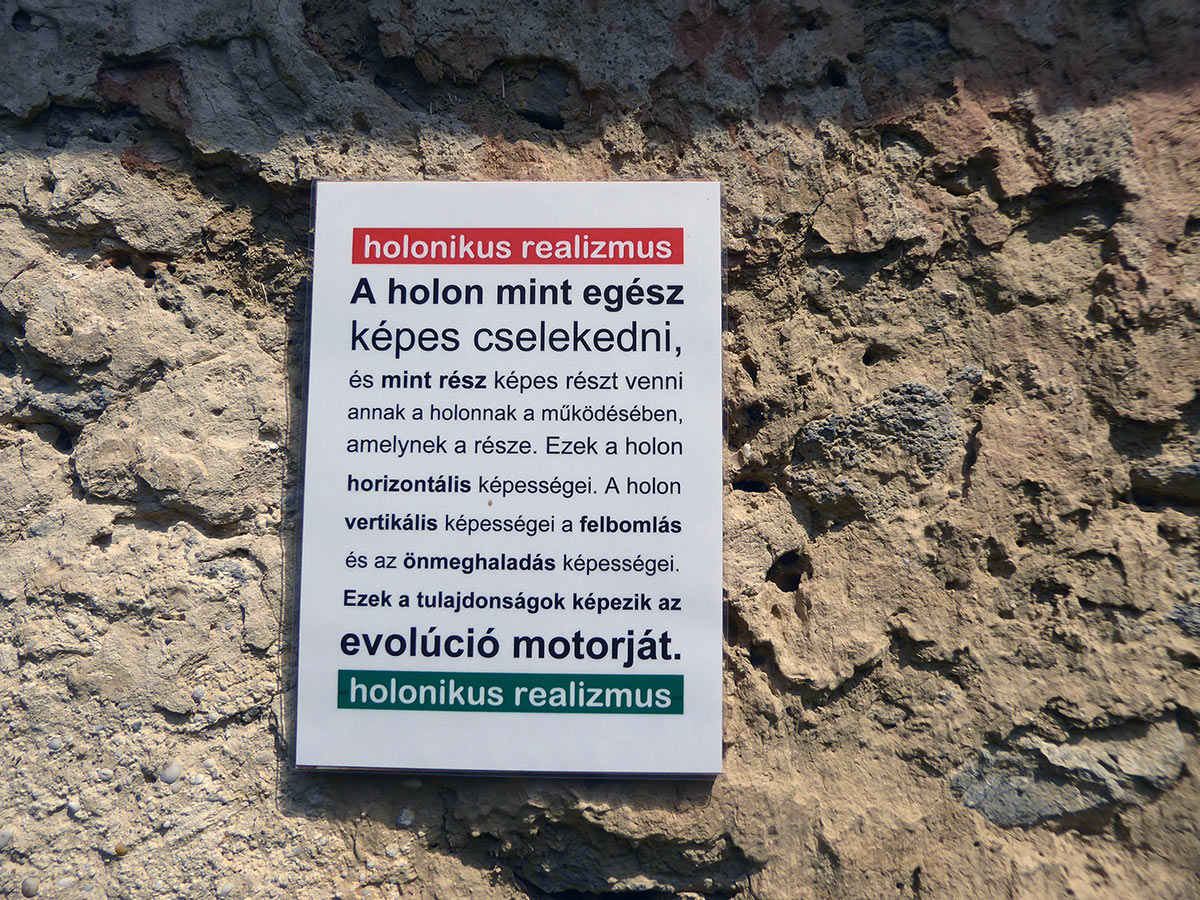 holonikus realizmus
A holon mint egész
képes cselekedni,
és mint rész képes részt venni
annak a holonnak a működésében,
amelynek a része. Ezek a holon
horizontális képességei. A holon
vertikális képességei a felbomlás
és az önmeghaladás képességei.
Ezek a tulajdonságok képezik az
evolúció motorját.
holonikus realizmus